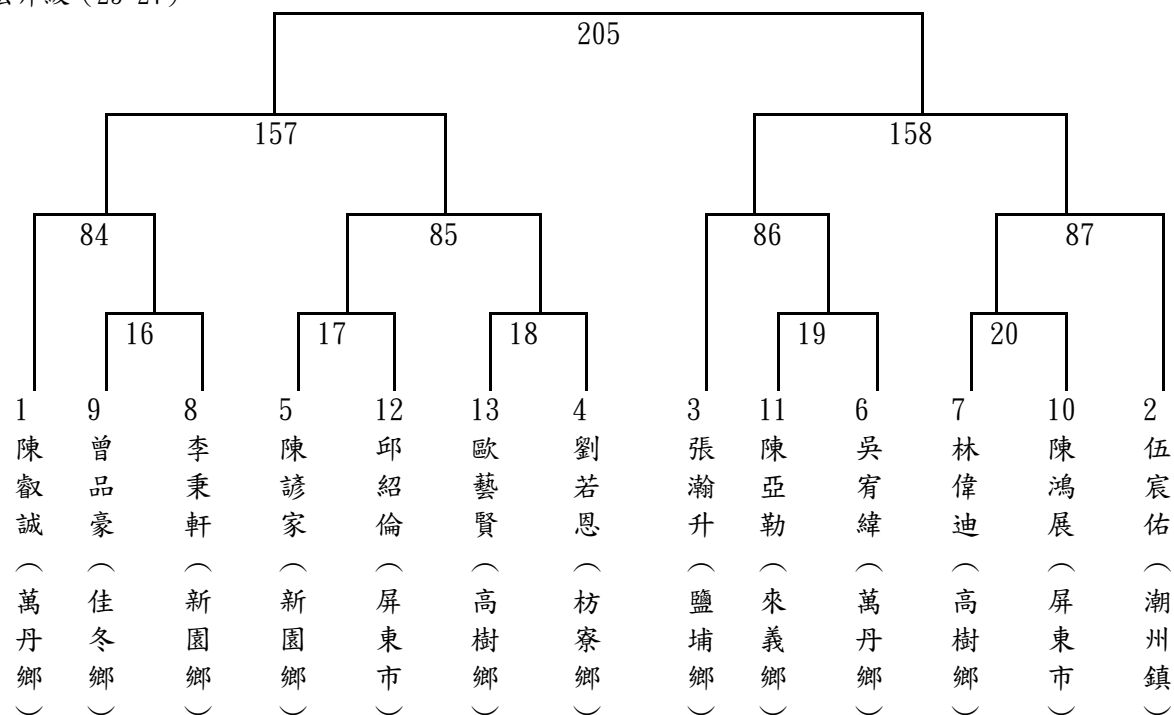 205
157 158
84 85 86 87
16 17 18 19 20
1 陳叡誠（萬丹鄉）
9 曾品豪（佳冬鄉）
8 李秉軒（新園鄉）
5 陳諺家（新園鄉）
12 邱紹倫（屏東市）
13 歐藝賢（高樹鄉）
4 劉若恩（枋寮鄉）
3 張瀚升（鹽埔鄉）
11 陳亞勒（來義鄉）
6 吳宥緯（萬丹鄉）
7 林偉迪（高樹鄉）
10 陳鴻展（屏東市）
2 伍宸佑（潮州鎮）